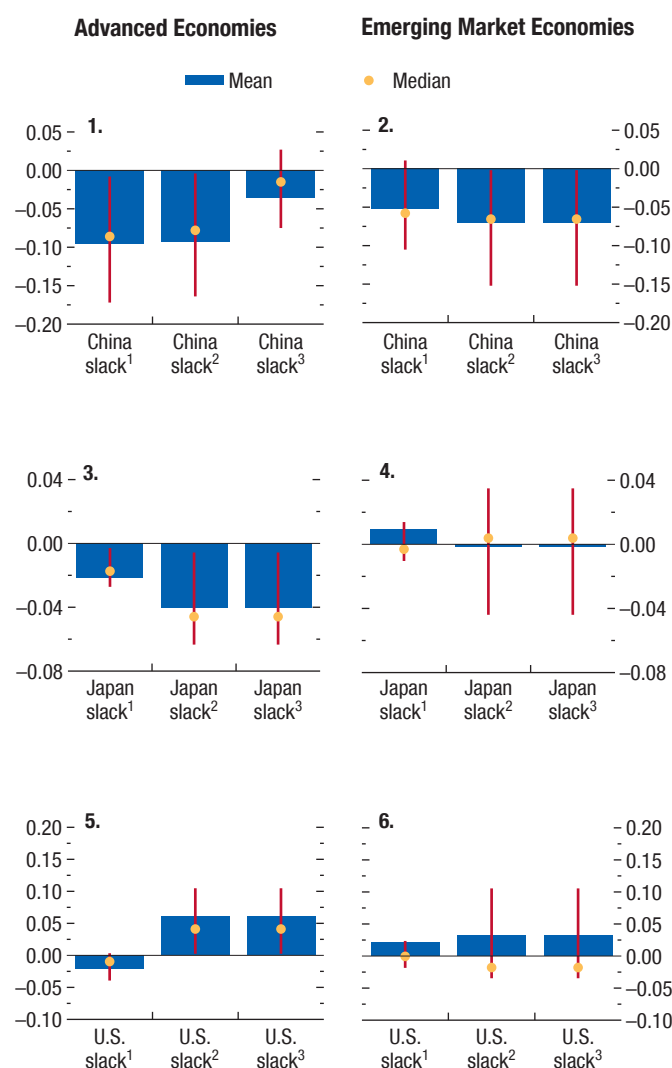 Advanced Economies
Emerging Market Economies
Mean
Median
1.
0.05
0.00
−0.05
−0.10
−0.15
−0.20
China slack¹
China slack²
China slack³
2.
0.05
0.00
−0.05
−0.10
−0.15
−0.20
China slack¹
China slack²
China slack³
3.
0.04
0.00
−0.04
−0.08
Japan slack¹
Japan slack²
Japan slack³
4.
0.04
0.00
−0.04
−0.08
Japan slack¹
Japan slack²
Japan slack³
5.
0.20
0.15
0.10
0.05
0.00
−0.05
−0.10
U.S. slack¹
U.S. slack²
U.S. slack³
6.
0.20
0.15
0.10
0.05
0.00
−0.05
−0.10
U.S. slack¹
U.S. slack²
U.S. slack³